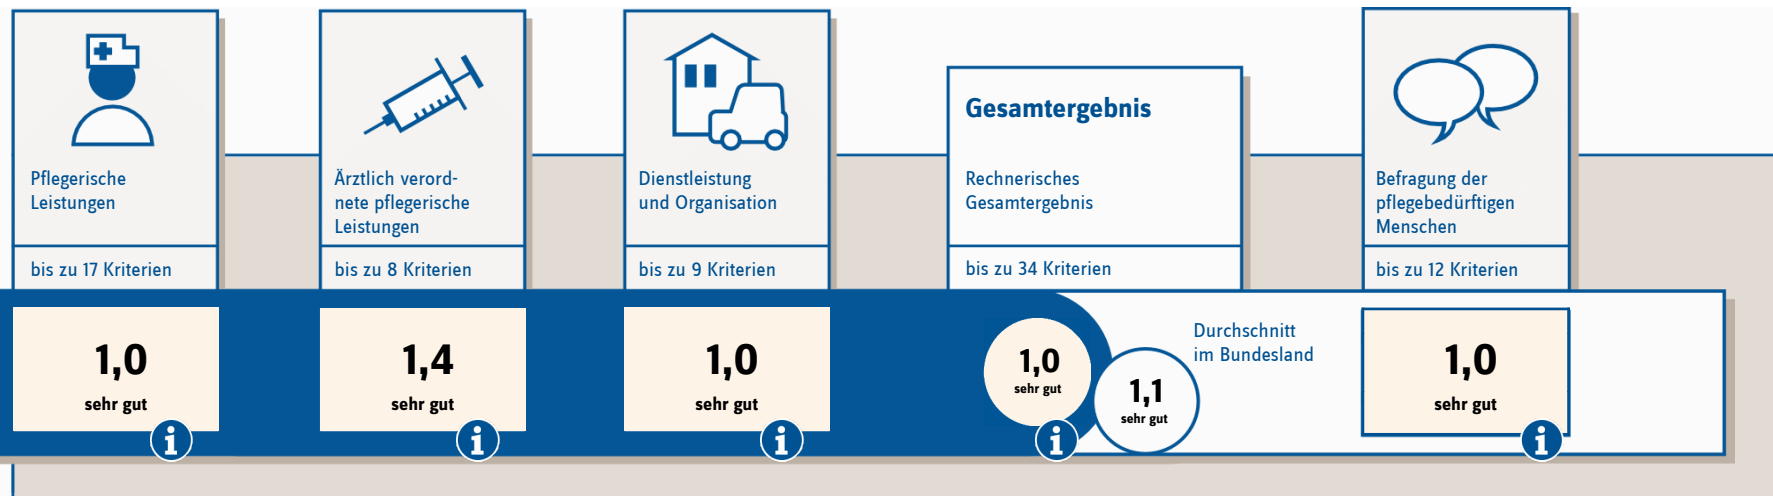 Pflegerische
Leistungen
bis zu 17 Kriterien
1,0
sehr gut
i
Ärztlich verord-
nete pflegerische
Leistungen
bis zu 8 Kriterien
1,4
sehr gut
i
Dienstleistung
und Organisation
bis zu 9 Kriterien
1,0
sehr gut
i
Gesamtergebnis
Rechnerisches
Gesamtergebnis
bis zu 34 Kriterien
1,0
sehr gut
i
1,1
sehr gut
Durchschnitt
im Bundesland
Befragung der
pflegebedürftigen
Menschen
bis zu 12 Kriterien
1,0
sehr gut
i